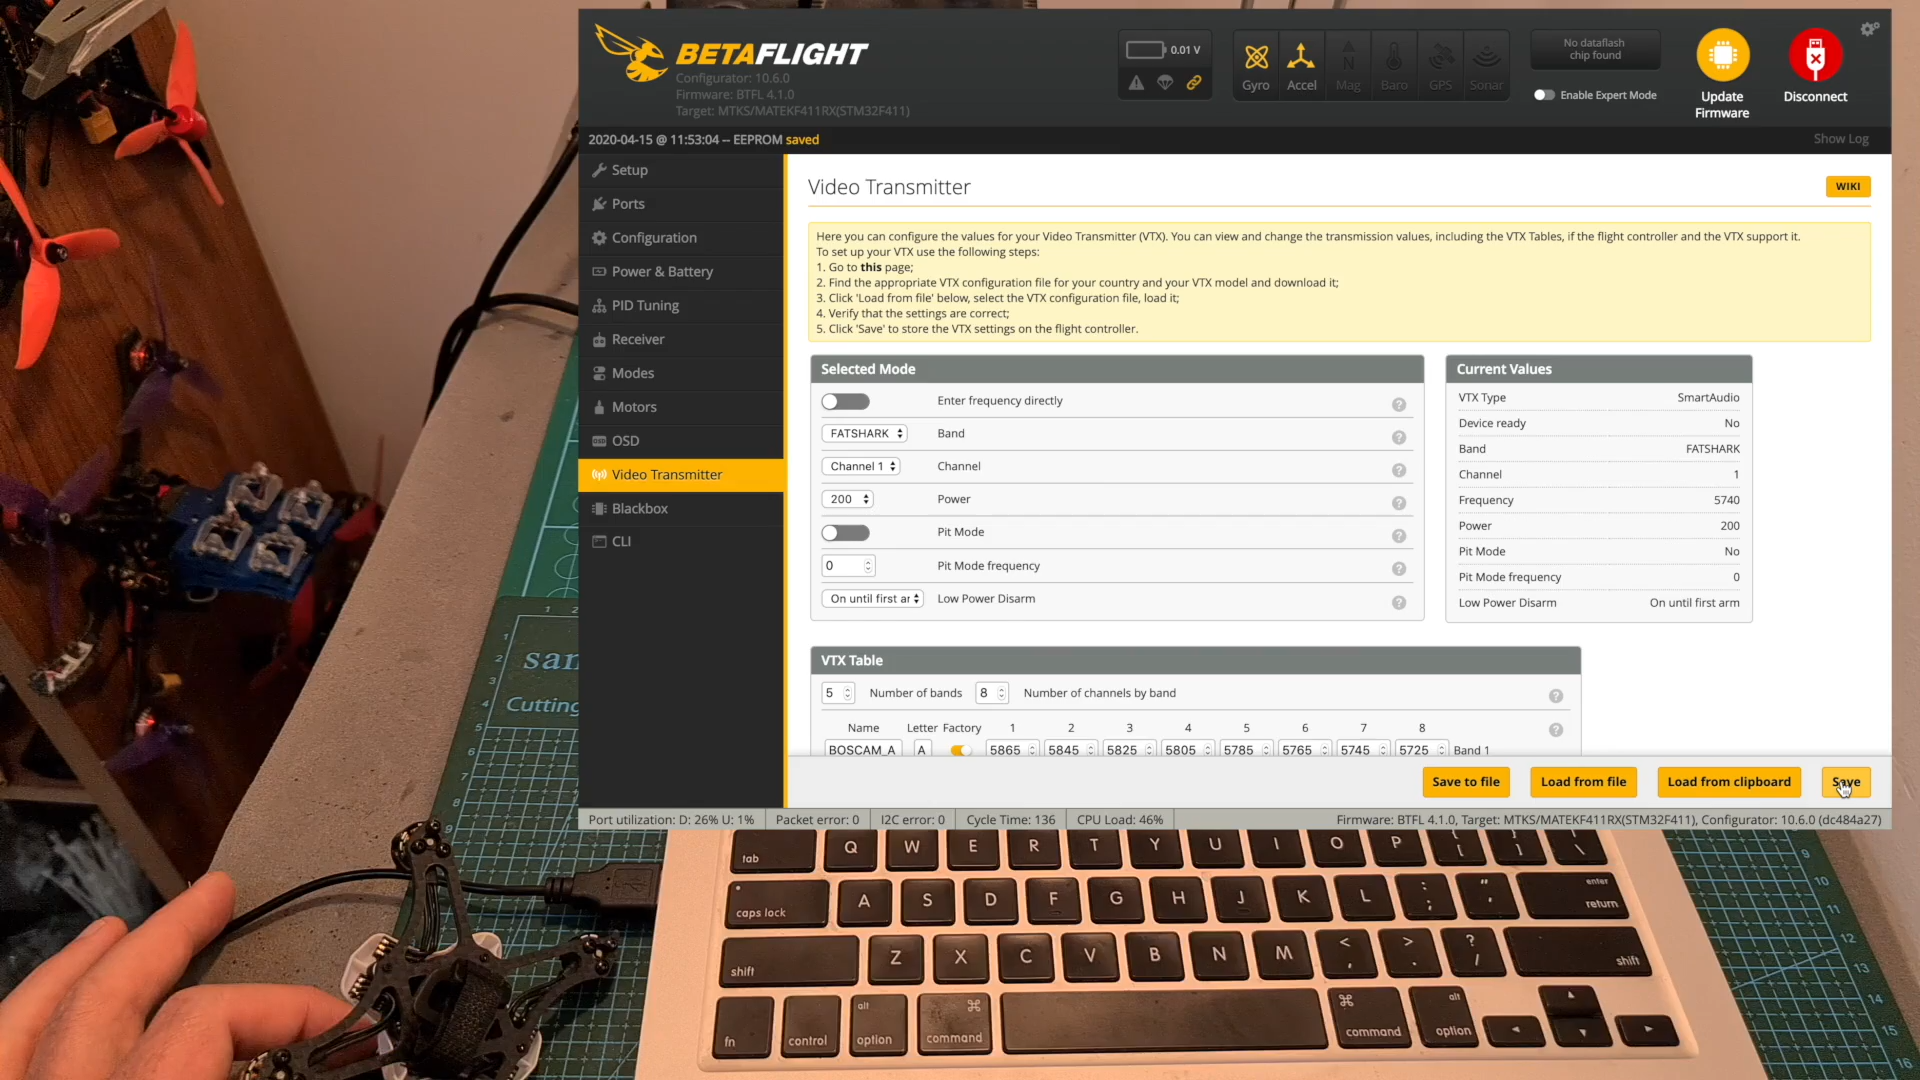 BETAFLIGHT
Configurator: 10.6.0
Firmware: BTFL 4.1.0
Target: MTKS/MATEKF411RX(STM32F411)
0.01 V
Gyro Accel Mag Baro GPS Sonar
No dataflash
chip found
Enable Expert Mode
Update
Firmware
Disconnect
2020-04-15 @ 11:53:04 -- EEPROM saved
Show Log
Setup
Ports
Configuration
Power & Battery
PID Tuning
Receiver
Modes
Motors
OSD
Video Transmitter
Blackbox
CLI
Video Transmitter
WIKI
Here you can configure the values for your Video Transmitter (VTX). You can view and change the transmission values, including the VTX Tables, if the flight controller and the VTX support it.
To set up your VTX use the following steps:
1. Go to this page;
2. Find the appropriate VTX configuration file for your country and your VTX model and download it;
3. Click 'Load from file' below, select the VTX configuration file, load it;
4. Verify that the settings are correct;
5. Click 'Save' to store the VTX settings on the flight controller.
Selected Mode
Enter frequency directly ?
FATSHARK Band ?
Channel 1 Channel ?
200 Power ?
Pit Mode ?
0 Pit Mode frequency ?
On until first ar Low Power Disarm ?
Current Values
VTX Type SmartAudio
Device ready No
Band FATSHARK
Channel 1
Frequency 5740
Power 200
Pit Mode No
Pit Mode frequency 0
Low Power Disarm On until first arm
VTX Table
5 Number of bands 8 Number of channels by band ?
Name Letter Factory 1 2 3 4 5 6 7 8 ?
BOSCAM_A A 5865 5845 5825 5805 5785 5765 5745 5725 Band 1
Save to file
Load from file
Load from clipboard
Save
Port utilization: D: 26% U: 1%
Packet error: 0
I2C error: 0
Cycle Time: 136
CPU Load: 46%
Firmware: BTFL 4.1.0, Target: MTKS/MATEKF411RX(STM32F411), Configurator: 10.6.0 (dc484a27)
san
Cutting
tab Q W E R T Y U I O P { [ } ] | \
caps lock A S D F G H J K L : ; " ' enter return
shift Z X C V B N M < , > . ? / shift
fn control alt option ⌘ command ⌘ command alt option
9
10
11
12
13
14
15
16